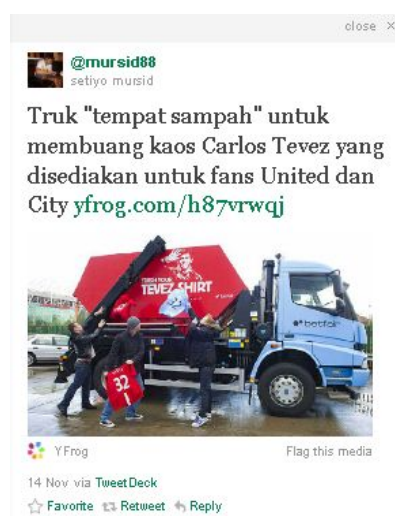 close ×
@mursid88
setiyo mursid
Truk "tempat sampah" untuk
membuang kaos Carlos Tevez yang
disediakan untuk fans United dan
City yfrog.com/h87vrwqj
TEVEZ SHIRT
betfair
32
YFrog
Flag this media
14 Nov via TweetDeck
Favorite Retweet Reply